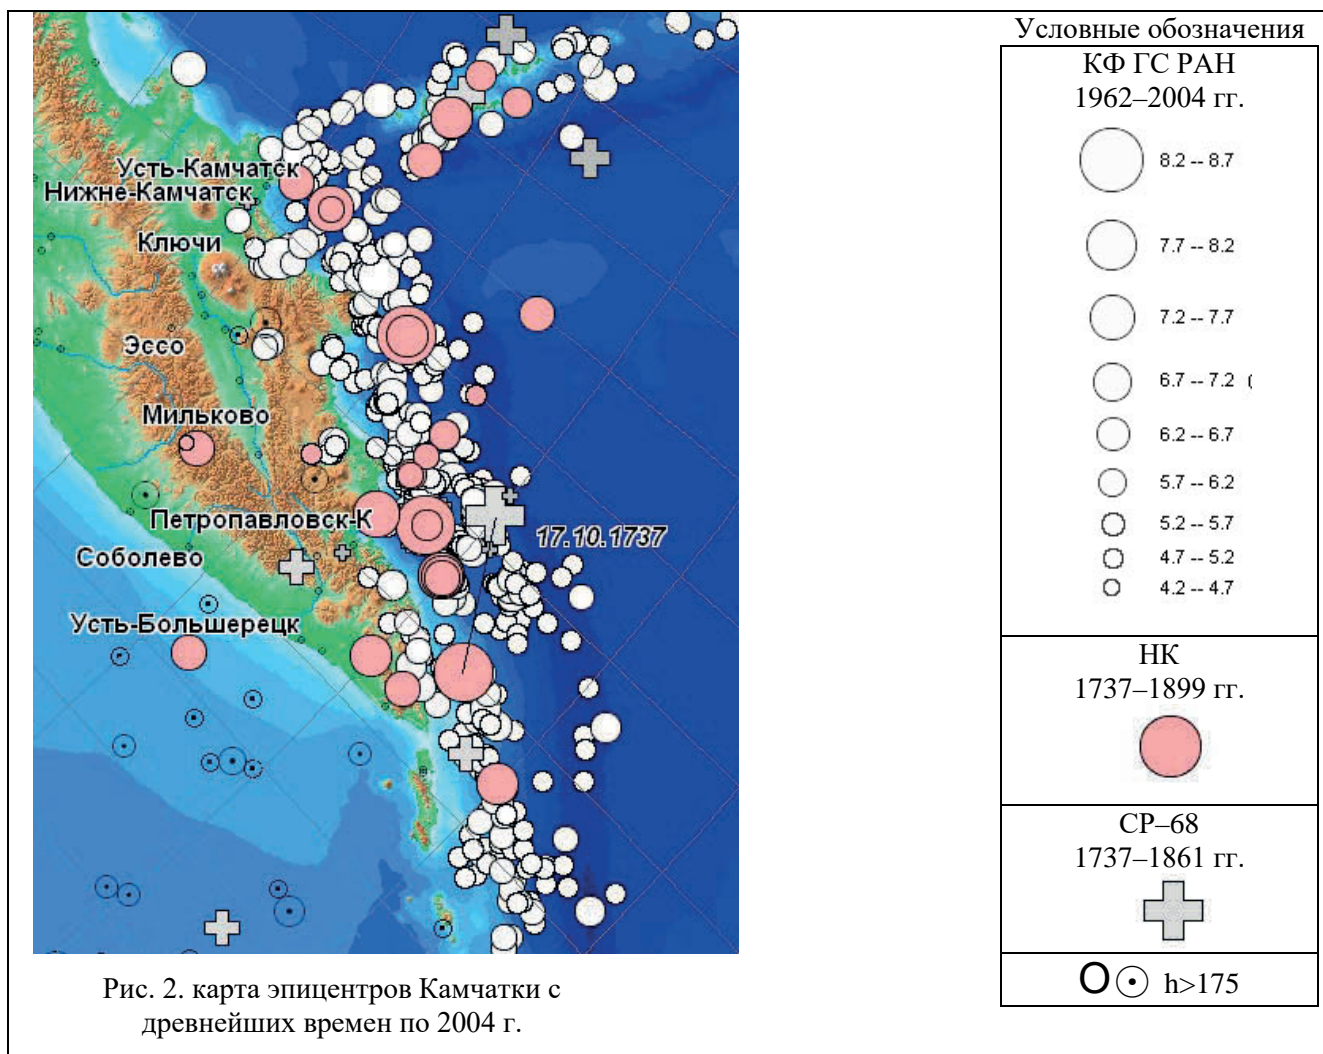 Усть-Камчатск
Нижне-Камчатск
Ключи
Эссо
Мильково
Петропавловск-К
17.10.1737
Соболево
Усть-Большерецк
Рис. 2. карта эпицентров Камчатки с
древнейших времен по 2004 г.
Условные обозначения
КФ ГС РАН
1962–2004 гг.
8.2 -- 8.7
7.7 -- 8.2
7.2 -- 7.7
6.7 -- 7.2
6.2 -- 6.7
5.7 -- 6.2
5.2 -- 5.7
4.7 -- 5.2
4.2 -- 4.7
НК
1737–1899 гг.
СР–68
1737–1861 гг.
h>175